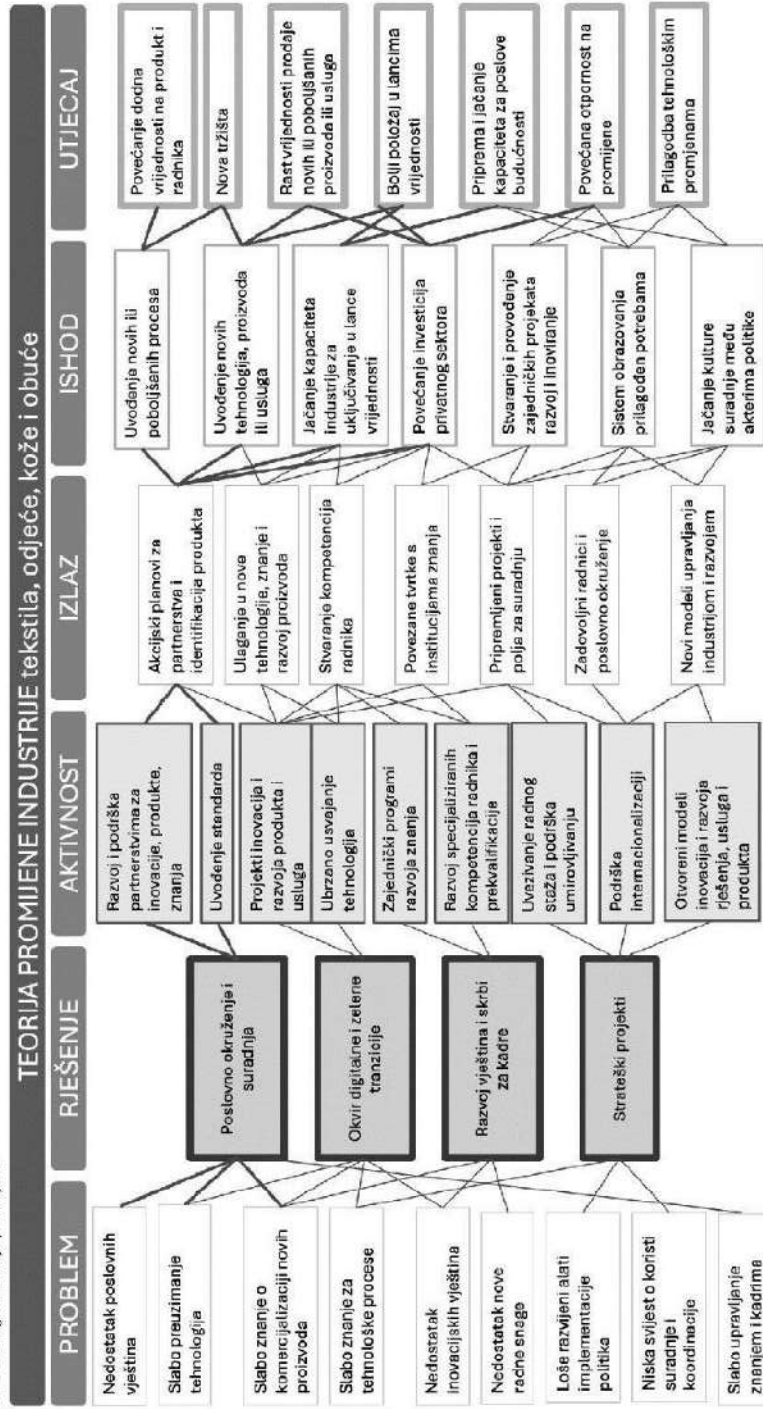 TEORIJA PROMIJENE INDUSTRIJE tekstila, odjeće, kože i obuće
PROBLEM
RJEŠENJE
AKTIVNOST
IZLAZ
ISHOD
UTJECAJ
Nedostatak poslovnih
vještina
Slabo preuzimanje
tehnologija
Slabo znanje o
komercijalizaciji novih
proizvoda
Slabo znanje za
tehnološke procese
Nedostatak
inovacijskih vještina
Nedostatak nove
radne snage
Loše razvijeni alati
implementacije
politika
Niska svijest o koristi
suradnje i
koordinacije
Slabo upravljanje
znanjem i kadrima
Poslovno okruženje i
suradnja
Okvir digitalne i zelene
tranzicije
Razvoj vještina i skrbi
za kadre
Strateški projekti
Razvoj i podrška
partnerstvima za
inovacije, produkte,
znanja
Uvođenje standarda
Projekti inovacija i
razvoja produkta i
usluga
Ubrzano usvajanje
tehnologija
Zajednički programi
razvoja znanja
Razvoj specijaliziranih
kompetencija radnika i
prekvalifikacije
Uvezivanje radnog
staža i podrška
umirovljivanju
Podrška
internacionalizaciji
Otvoreni modeli
inovacija i razvoja
rješenja, usluga i
produkta
Akcijski planovi za
partnerstva i
identifikacija produkta
Ulaganje u nove
tehnologije, znanje i
razvoj proizvoda
Stvaranje kompetencija
radnika
Povezane tvrtke s
institucijama znanja
Pripremljeni projekti i
polja za suradnju
Zadovoljni radnici i
poslovno okruženje
Novi modeli upravljanja
industrijom i razvojem
Uvođenje novih ili
poboljšanih procesa
Uvođenje novih
tehnologija, proizvoda
ili usluga
Jačanje kapaciteta
industrije za
uključivanje u lance
vrijednosti
Povećanje investicija
privatnog sektora
Stvaranje i provođenje
zajedničkih projekata
razvoj i inoviranje
Sistem obrazovanja
prilagođen potrebama
Jačanje kulture
suradnje među
akterima politike
Povećanje dodna
vrijednosti na produkt i
radnika
Nova tržišta
Rast vrijednosti prodaje
novih ili poboljšanih
proizvoda ili usluga
Bolji položaj u lancima
vrijednosti
Priprema i jačanje
kapaciteta za poslove
budućnosti
Povećana otpornost na
promijene
Prilagodba tehnološkim
promjenama